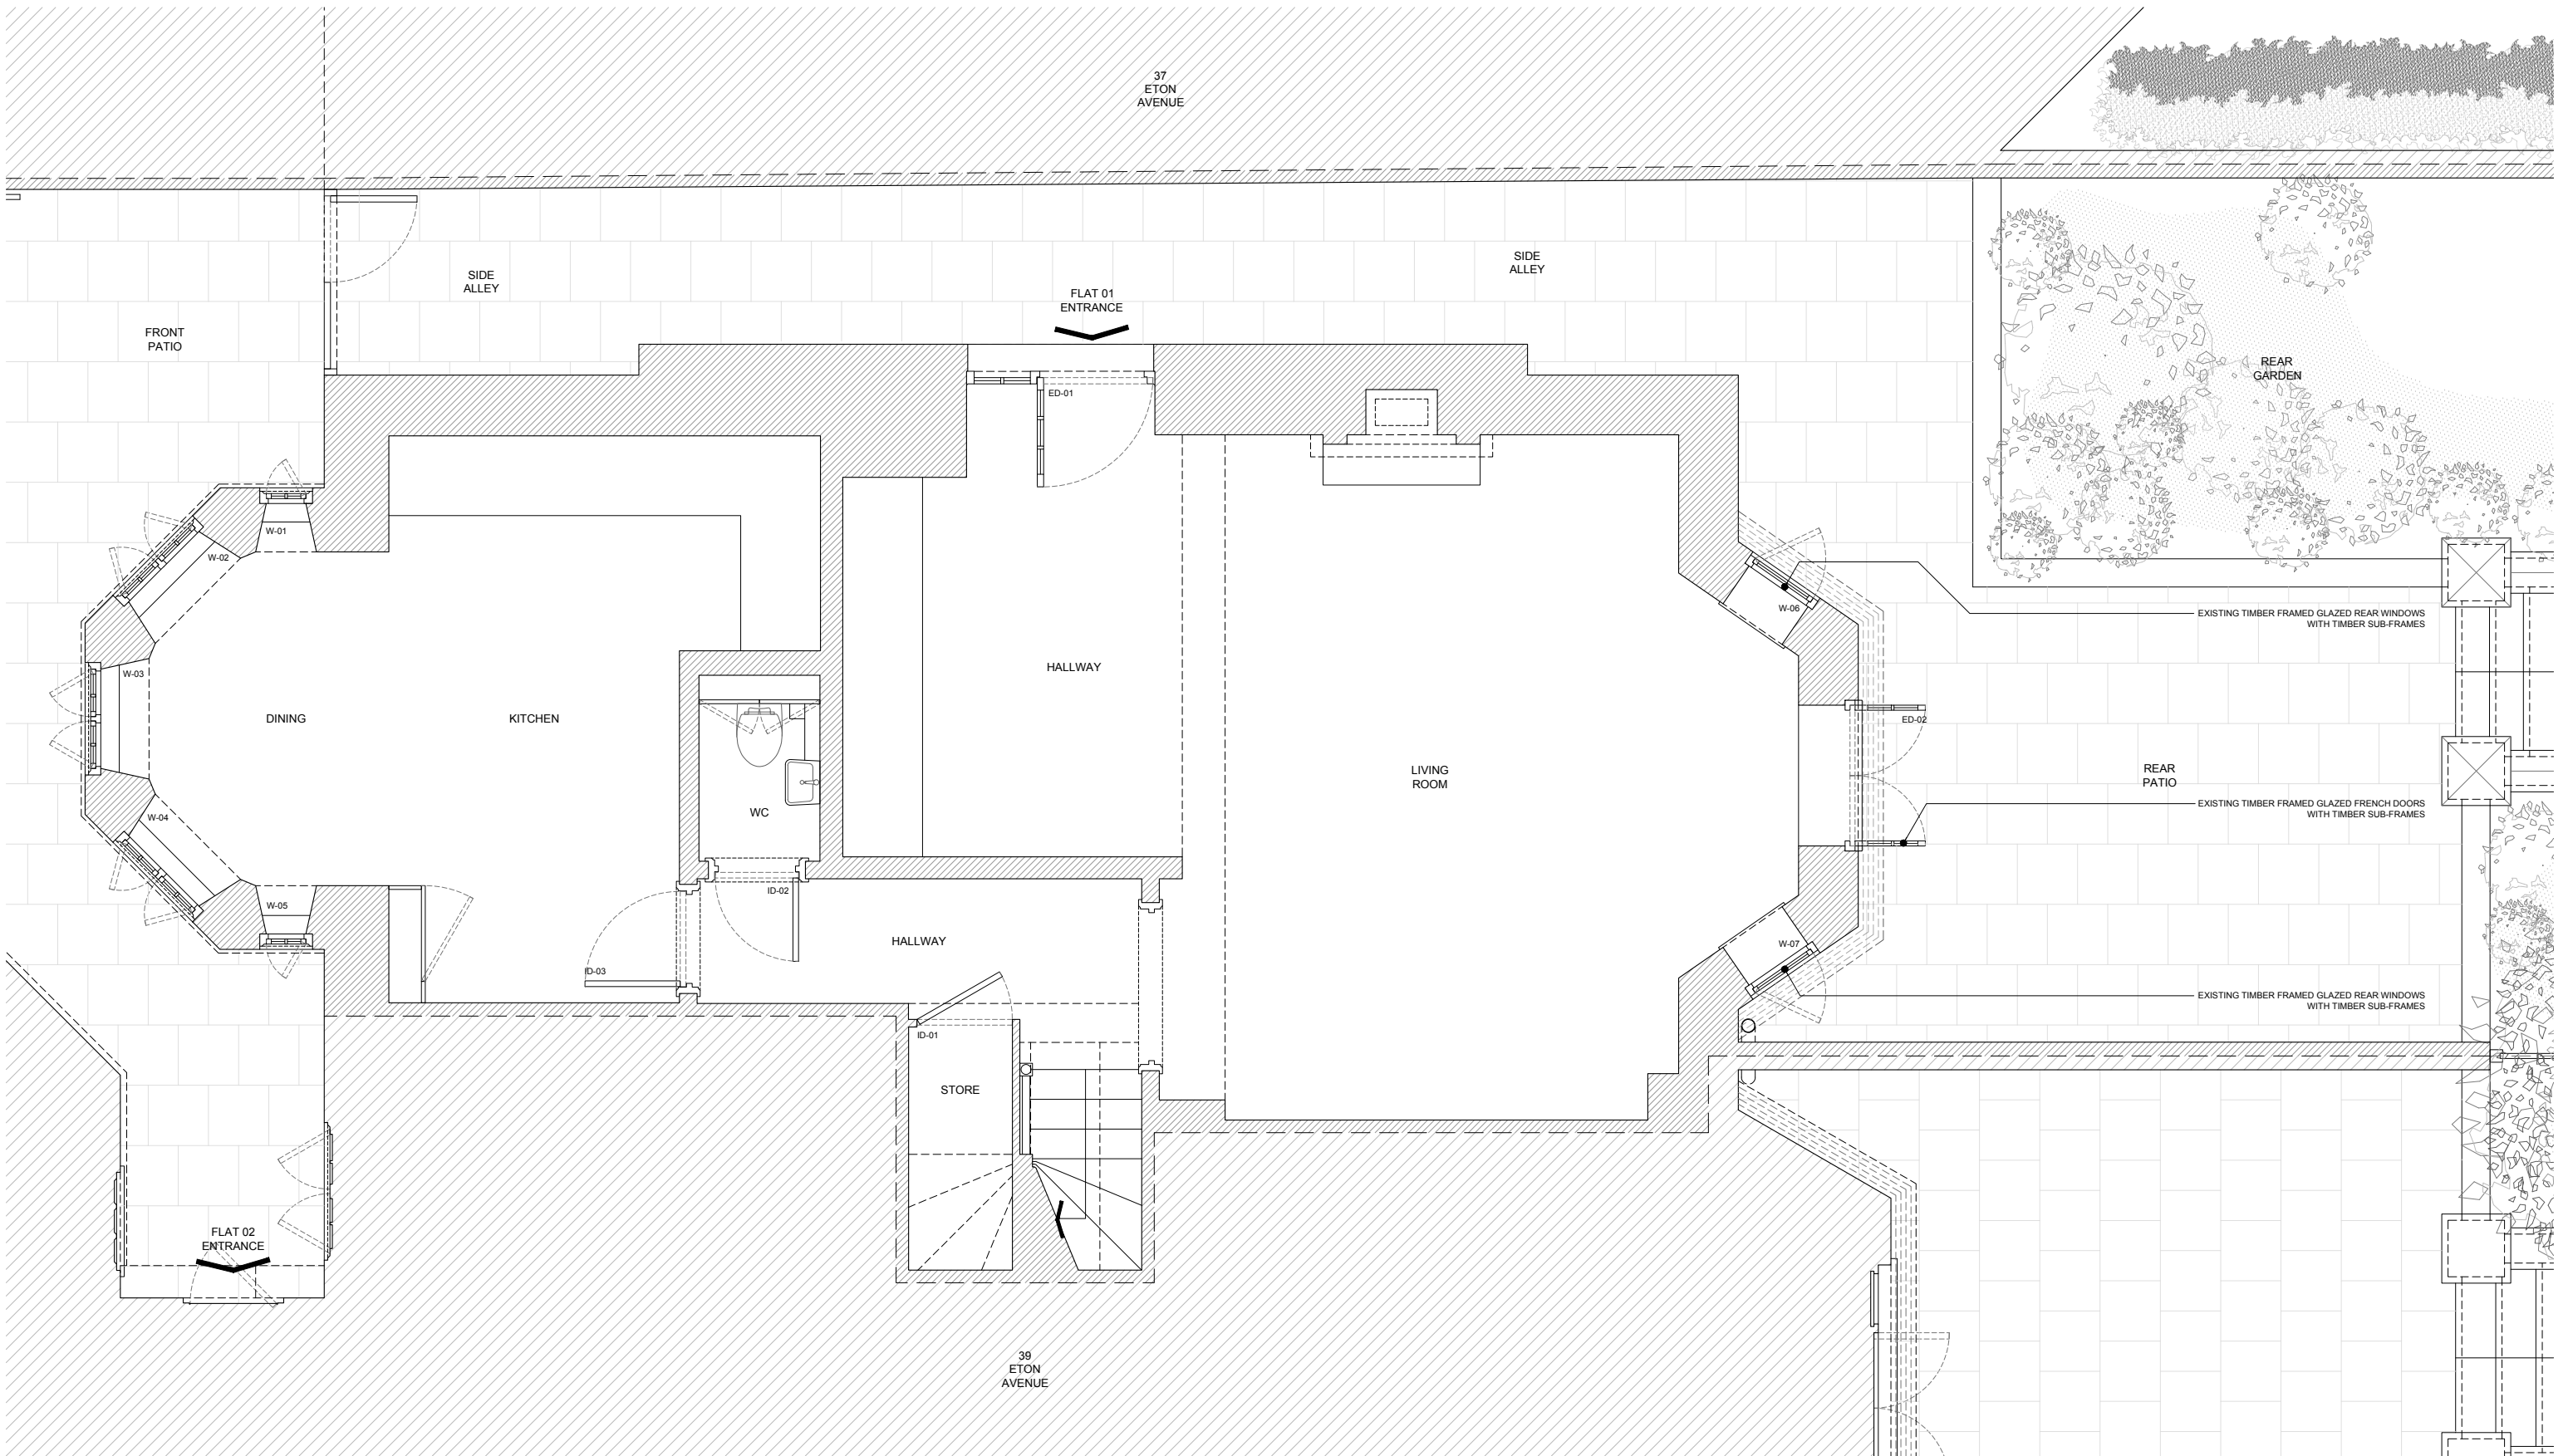 37
ETON
AVENUE
SIDE
ALLEY
SIDE
ALLEY
FLAT 01
ENTRANCE
FRONT
PATIO
REAR
GARDEN
ED-01
W-01
W-02
W-06
EXISTING TIMBER FRAMED GLAZED REAR WINDOWS
WITH TIMBER SUB-FRAMES
W-03
HALLWAY
DINING
KITCHEN
ED-02
LIVING
ROOM
REAR
PATIO
WC
W-04
EXISTING TIMBER FRAMED GLAZED FRENCH DOORS
WITH TIMBER SUB-FRAMES
ID-02
W-05
HALLWAY
W-07
ID-03
EXISTING TIMBER FRAMED GLAZED REAR WINDOWS
WITH TIMBER SUB-FRAMES
ID-01
STORE
FLAT 02
ENTRANCE
39
ETON
AVENUE